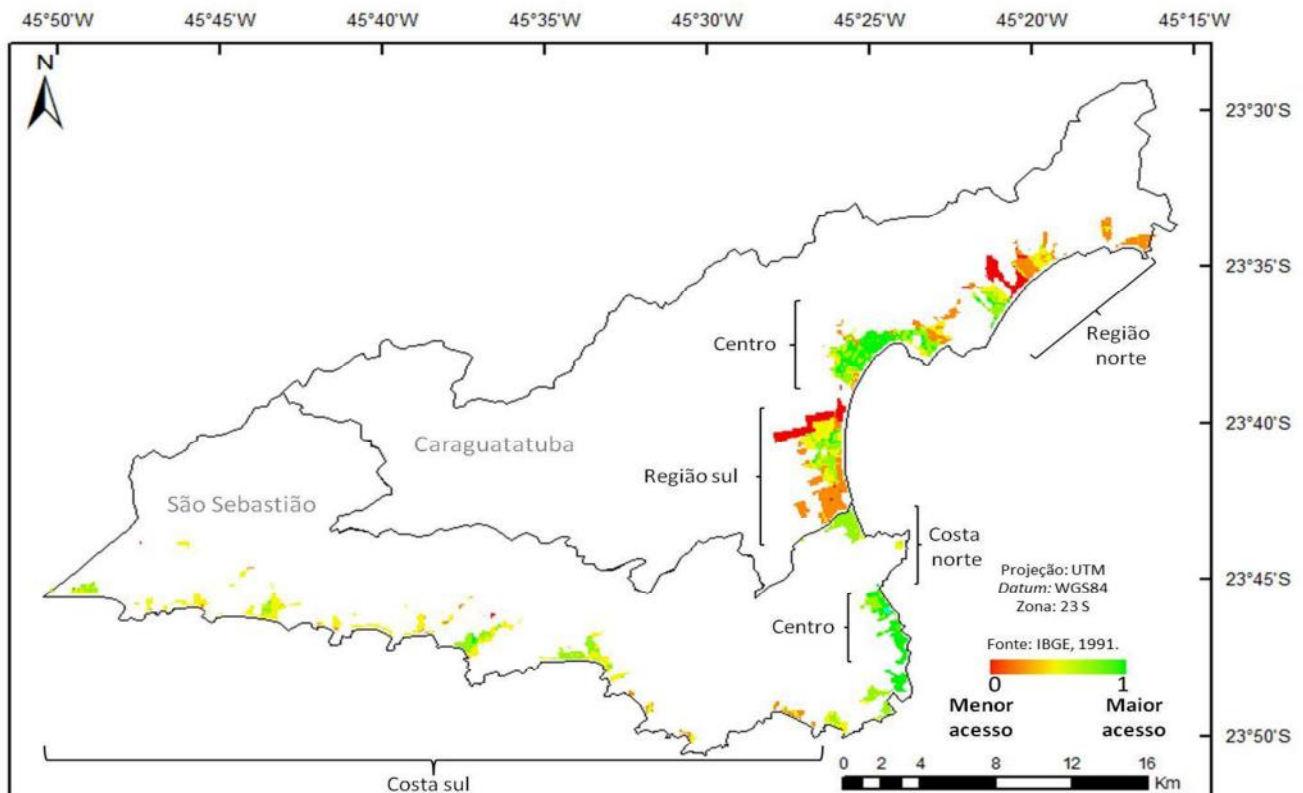 45°50'W 45°45'W 45°40'W 45°35'W 45°30'W 45°25'W 45°20'W 45°15'W
N
23°30'S
23°35'S
Centro
Região
norte
23°40'S
Caraguatatuba
Região sul
São Sebastião
Costa
norte
23°45'S
Projeção: UTM
Datum: WGS84
Zona: 23 S
Centro
Fonte: IBGE, 1991.
0 1
Menor Maior
acesso acesso
23°50'S
Costa sul
0 2 4 8 12 16
Km